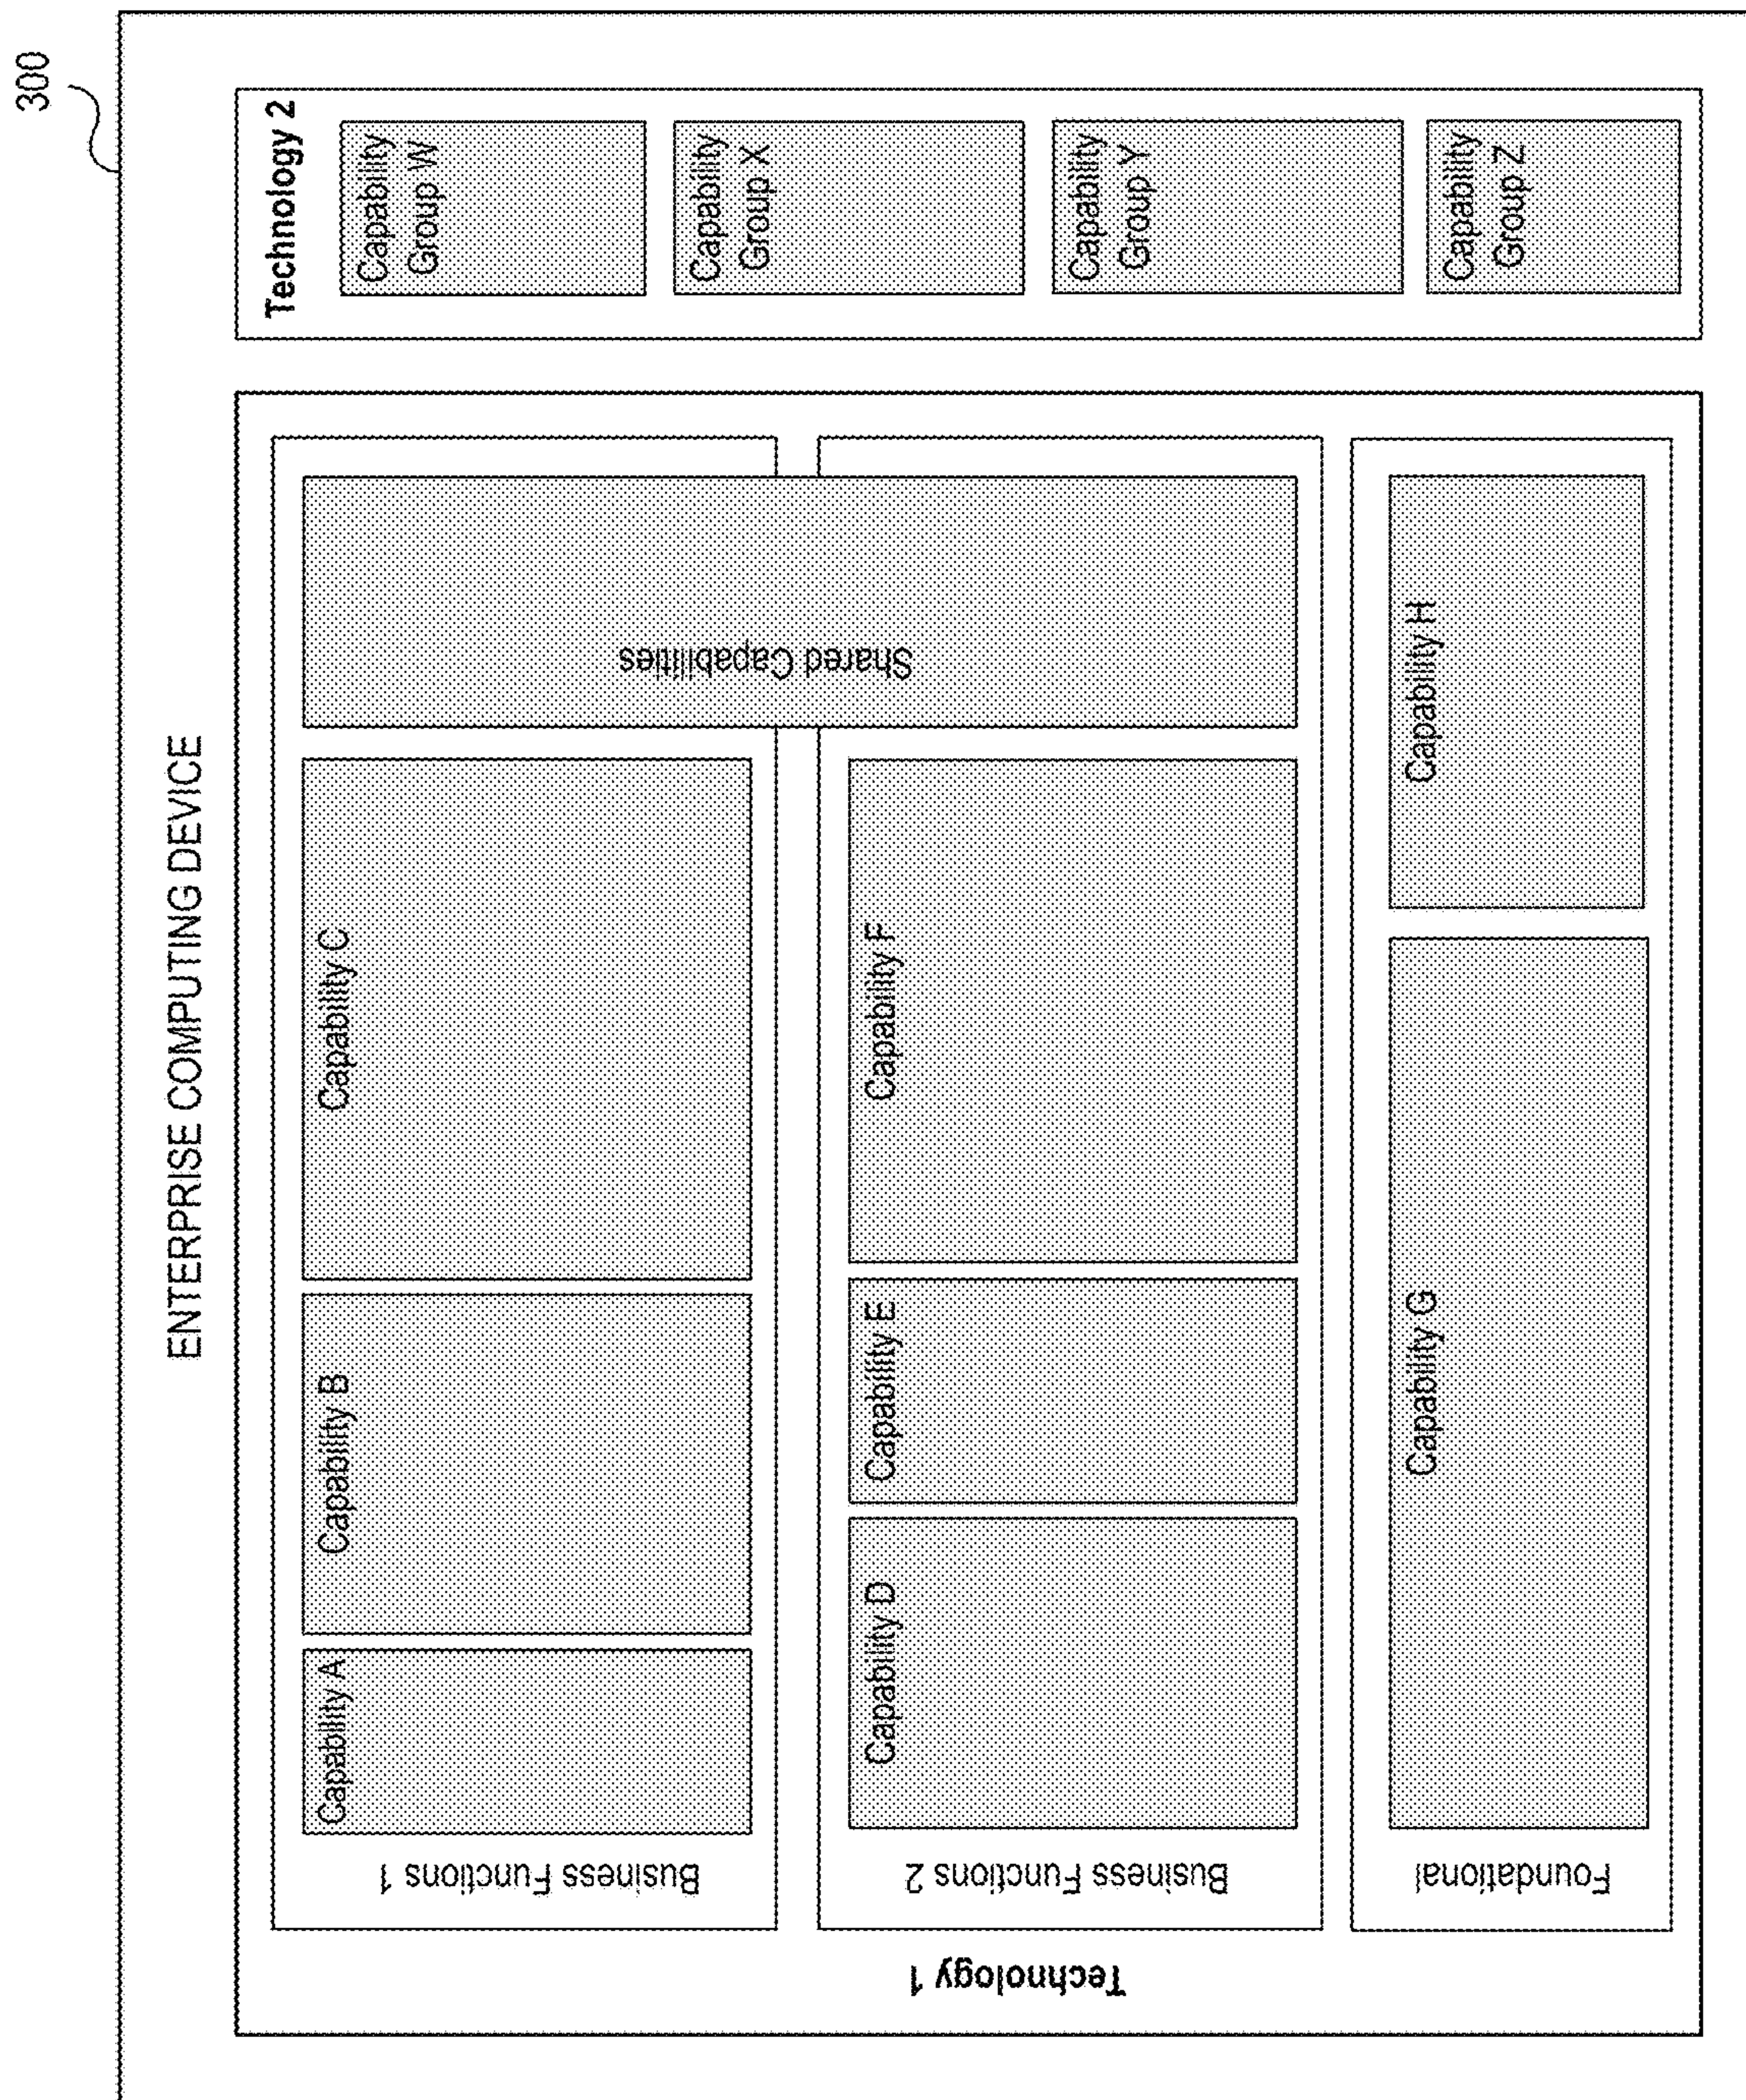 300
ENTERPRISE COMPUTING DEVICE
Technology 1
Business Functions 1
Capability A
Capability B
Capability C
Shared Capabilities
Business Functions 2
Capability D
Capability E
Capability F
Foundational
Capability G
Capability H
Technology 2
Capability
Group W
Capability
Group X
Capability
Group Y
Capability
Group Z